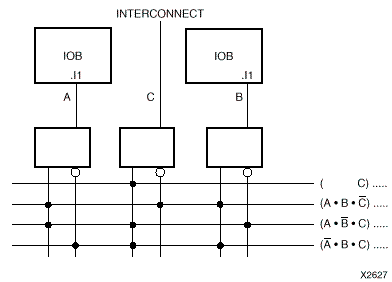 INTERCONNECT
IOB
.I1
IOB
.I1
A
C
B
( C) .....
(A • B • C̅) .....
(A • B̅ • C) .....
(A̅ • B • C) .....
X2627